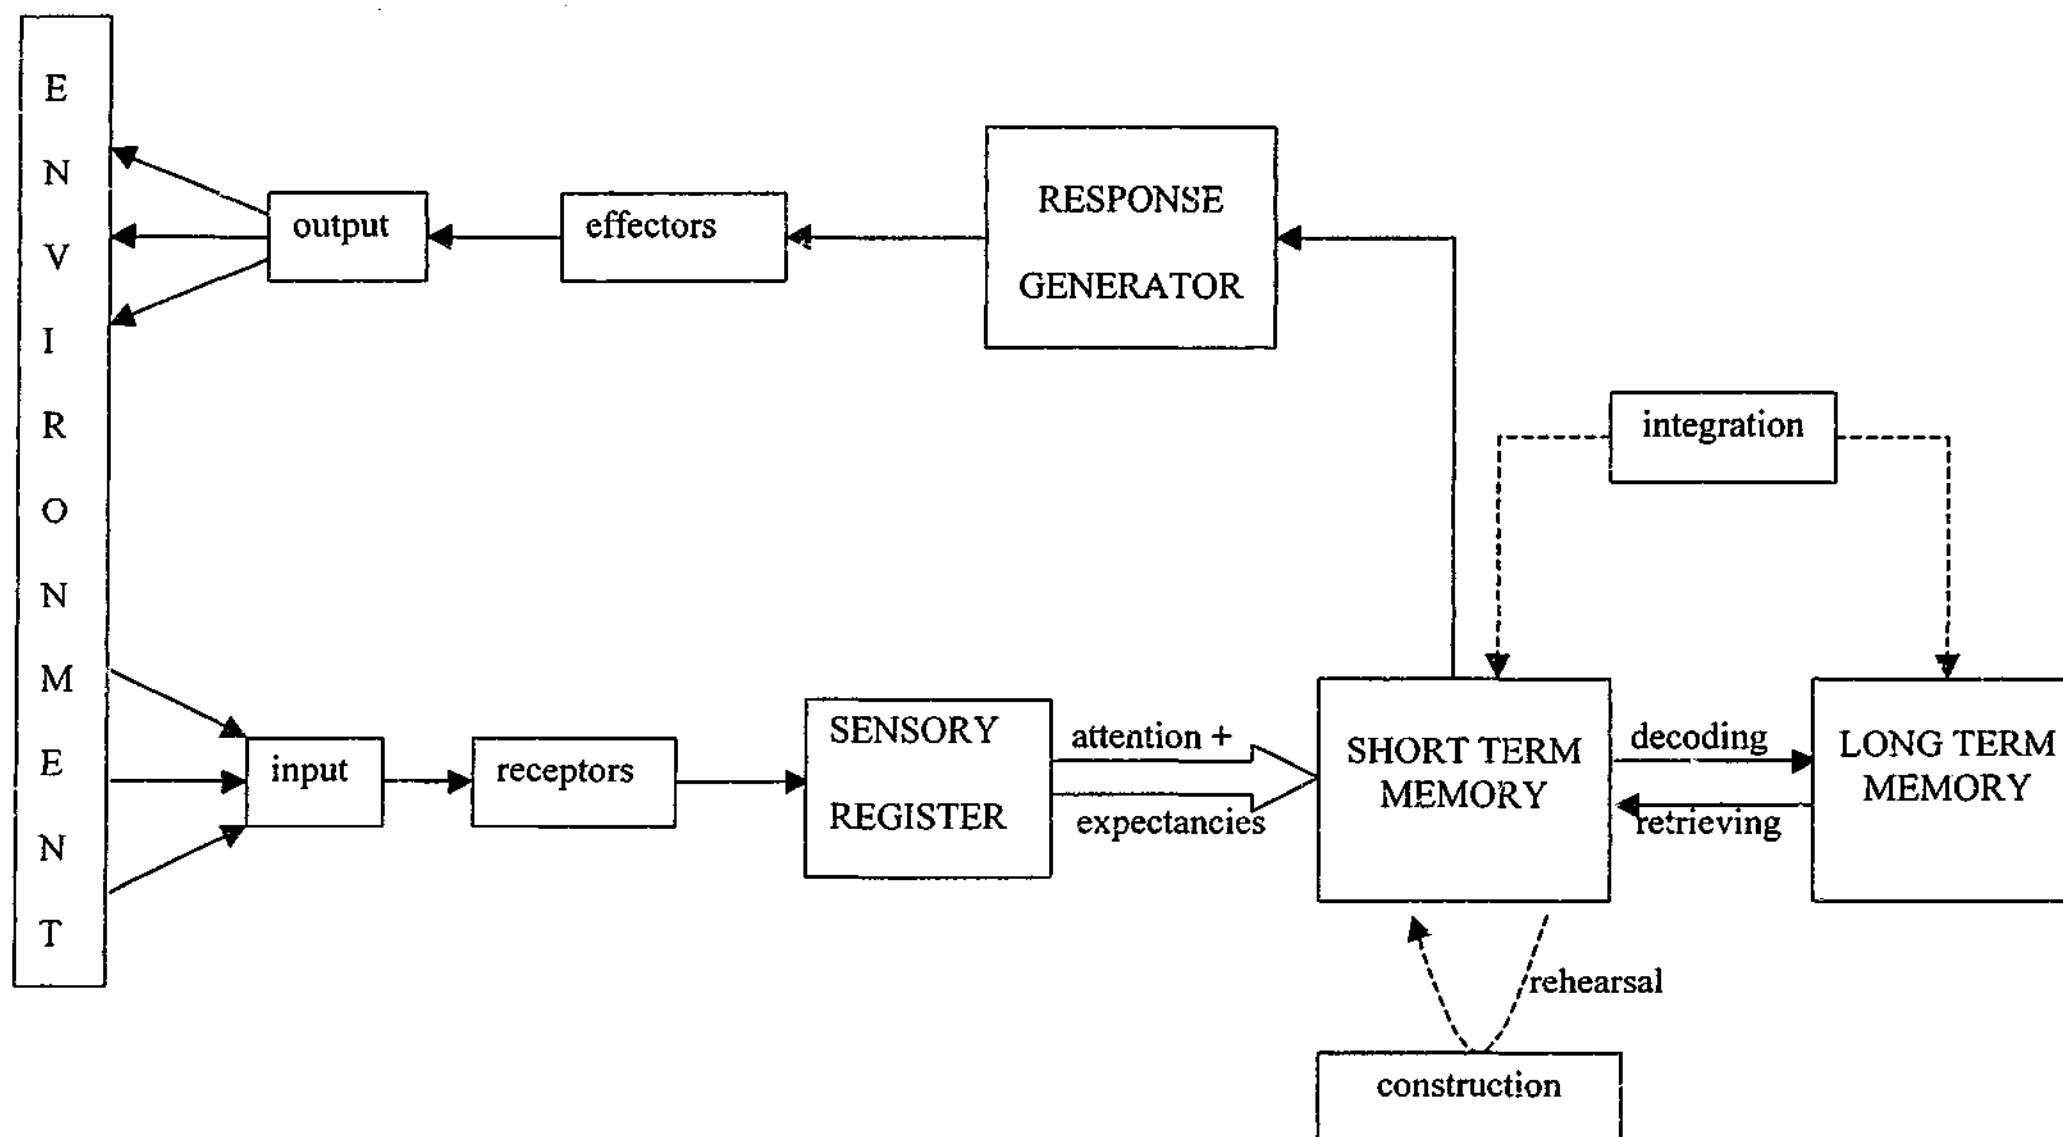 ENVIRONMENT
output
effectors
RESPONSE
GENERATOR
integration
input
receptors
SENSORY
REGISTER
attention +
expectancies
SHORT TERM
MEMORY
decoding
retrieving
LONG TERM
MEMORY
rehearsal
construction